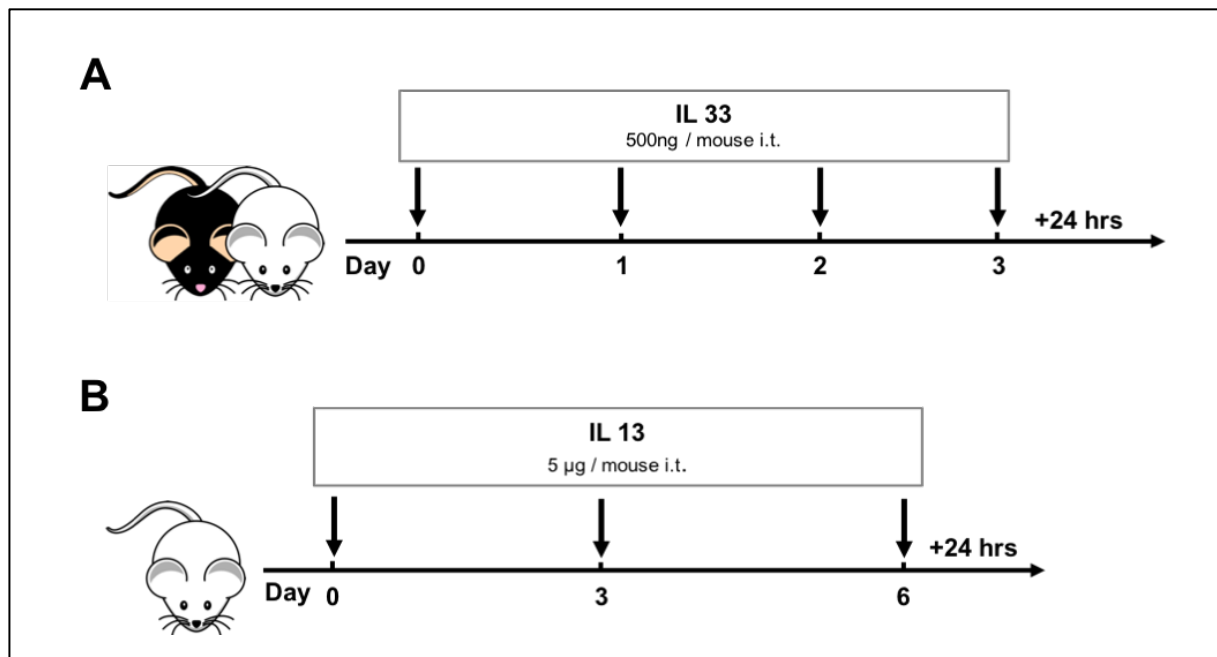 A
IL 33
500ng / mouse i.t.
+24 hrs
Day 0 1 2 3
B
IL 13
5 µg / mouse i.t.
+24 hrs
Day 0 3 6